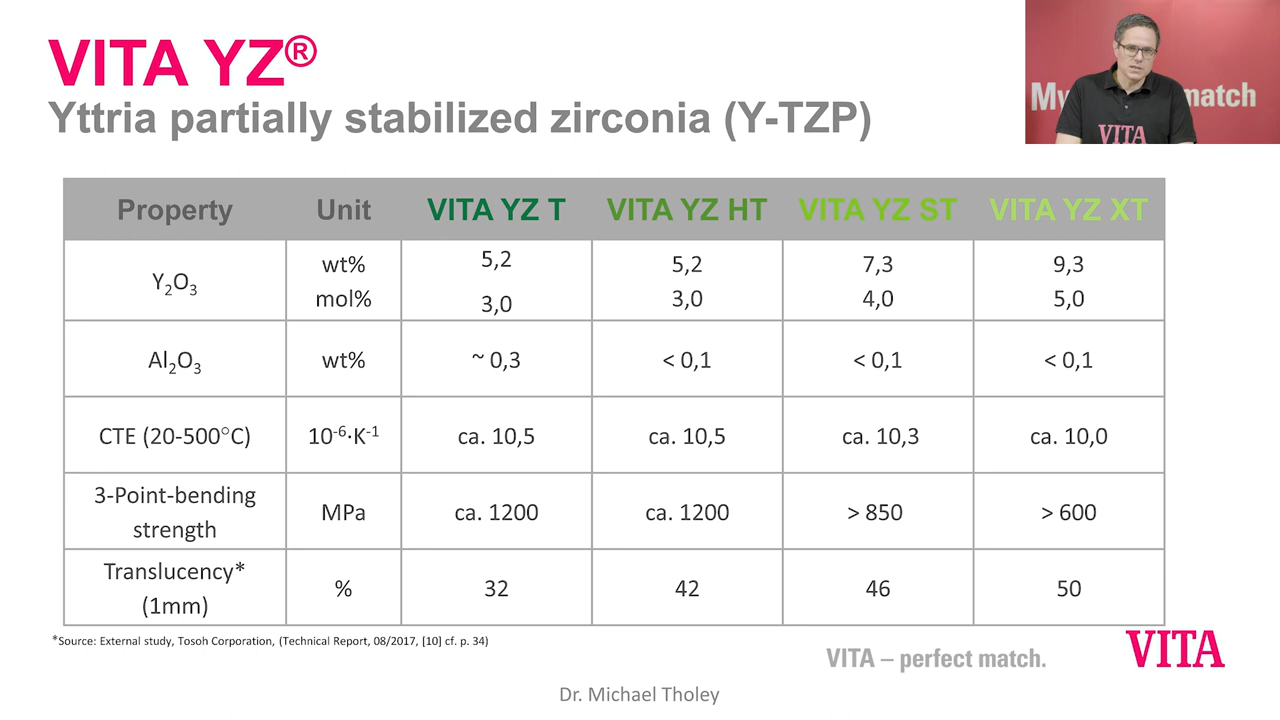 VITA YZ®
Yttria partially stabilized zirconia (Y-TZP)
My match
VITA
Property Unit VITA YZ T VITA YZ HT VITA YZ ST VITA YZ XT
Y₂O₃ wt% 5,2 5,2 7,3 9,3
mol% 3,0 3,0 4,0 5,0
Al₂O₃ wt% ~ 0,3 < 0,1 < 0,1 < 0,1
CTE (20-500°C) 10⁻⁶·K⁻¹ ca. 10,5 ca. 10,5 ca. 10,3 ca. 10,0
3-Point-bending
strength MPa ca. 1200 ca. 1200 > 850 > 600
Translucency*
(1mm) % 32 42 46 50
*Source: External study, Tosoh Corporation, (Technical Report, 08/2017, [10] cf. p. 34)
VITA – perfect match.
VITA
Dr. Michael Tholey